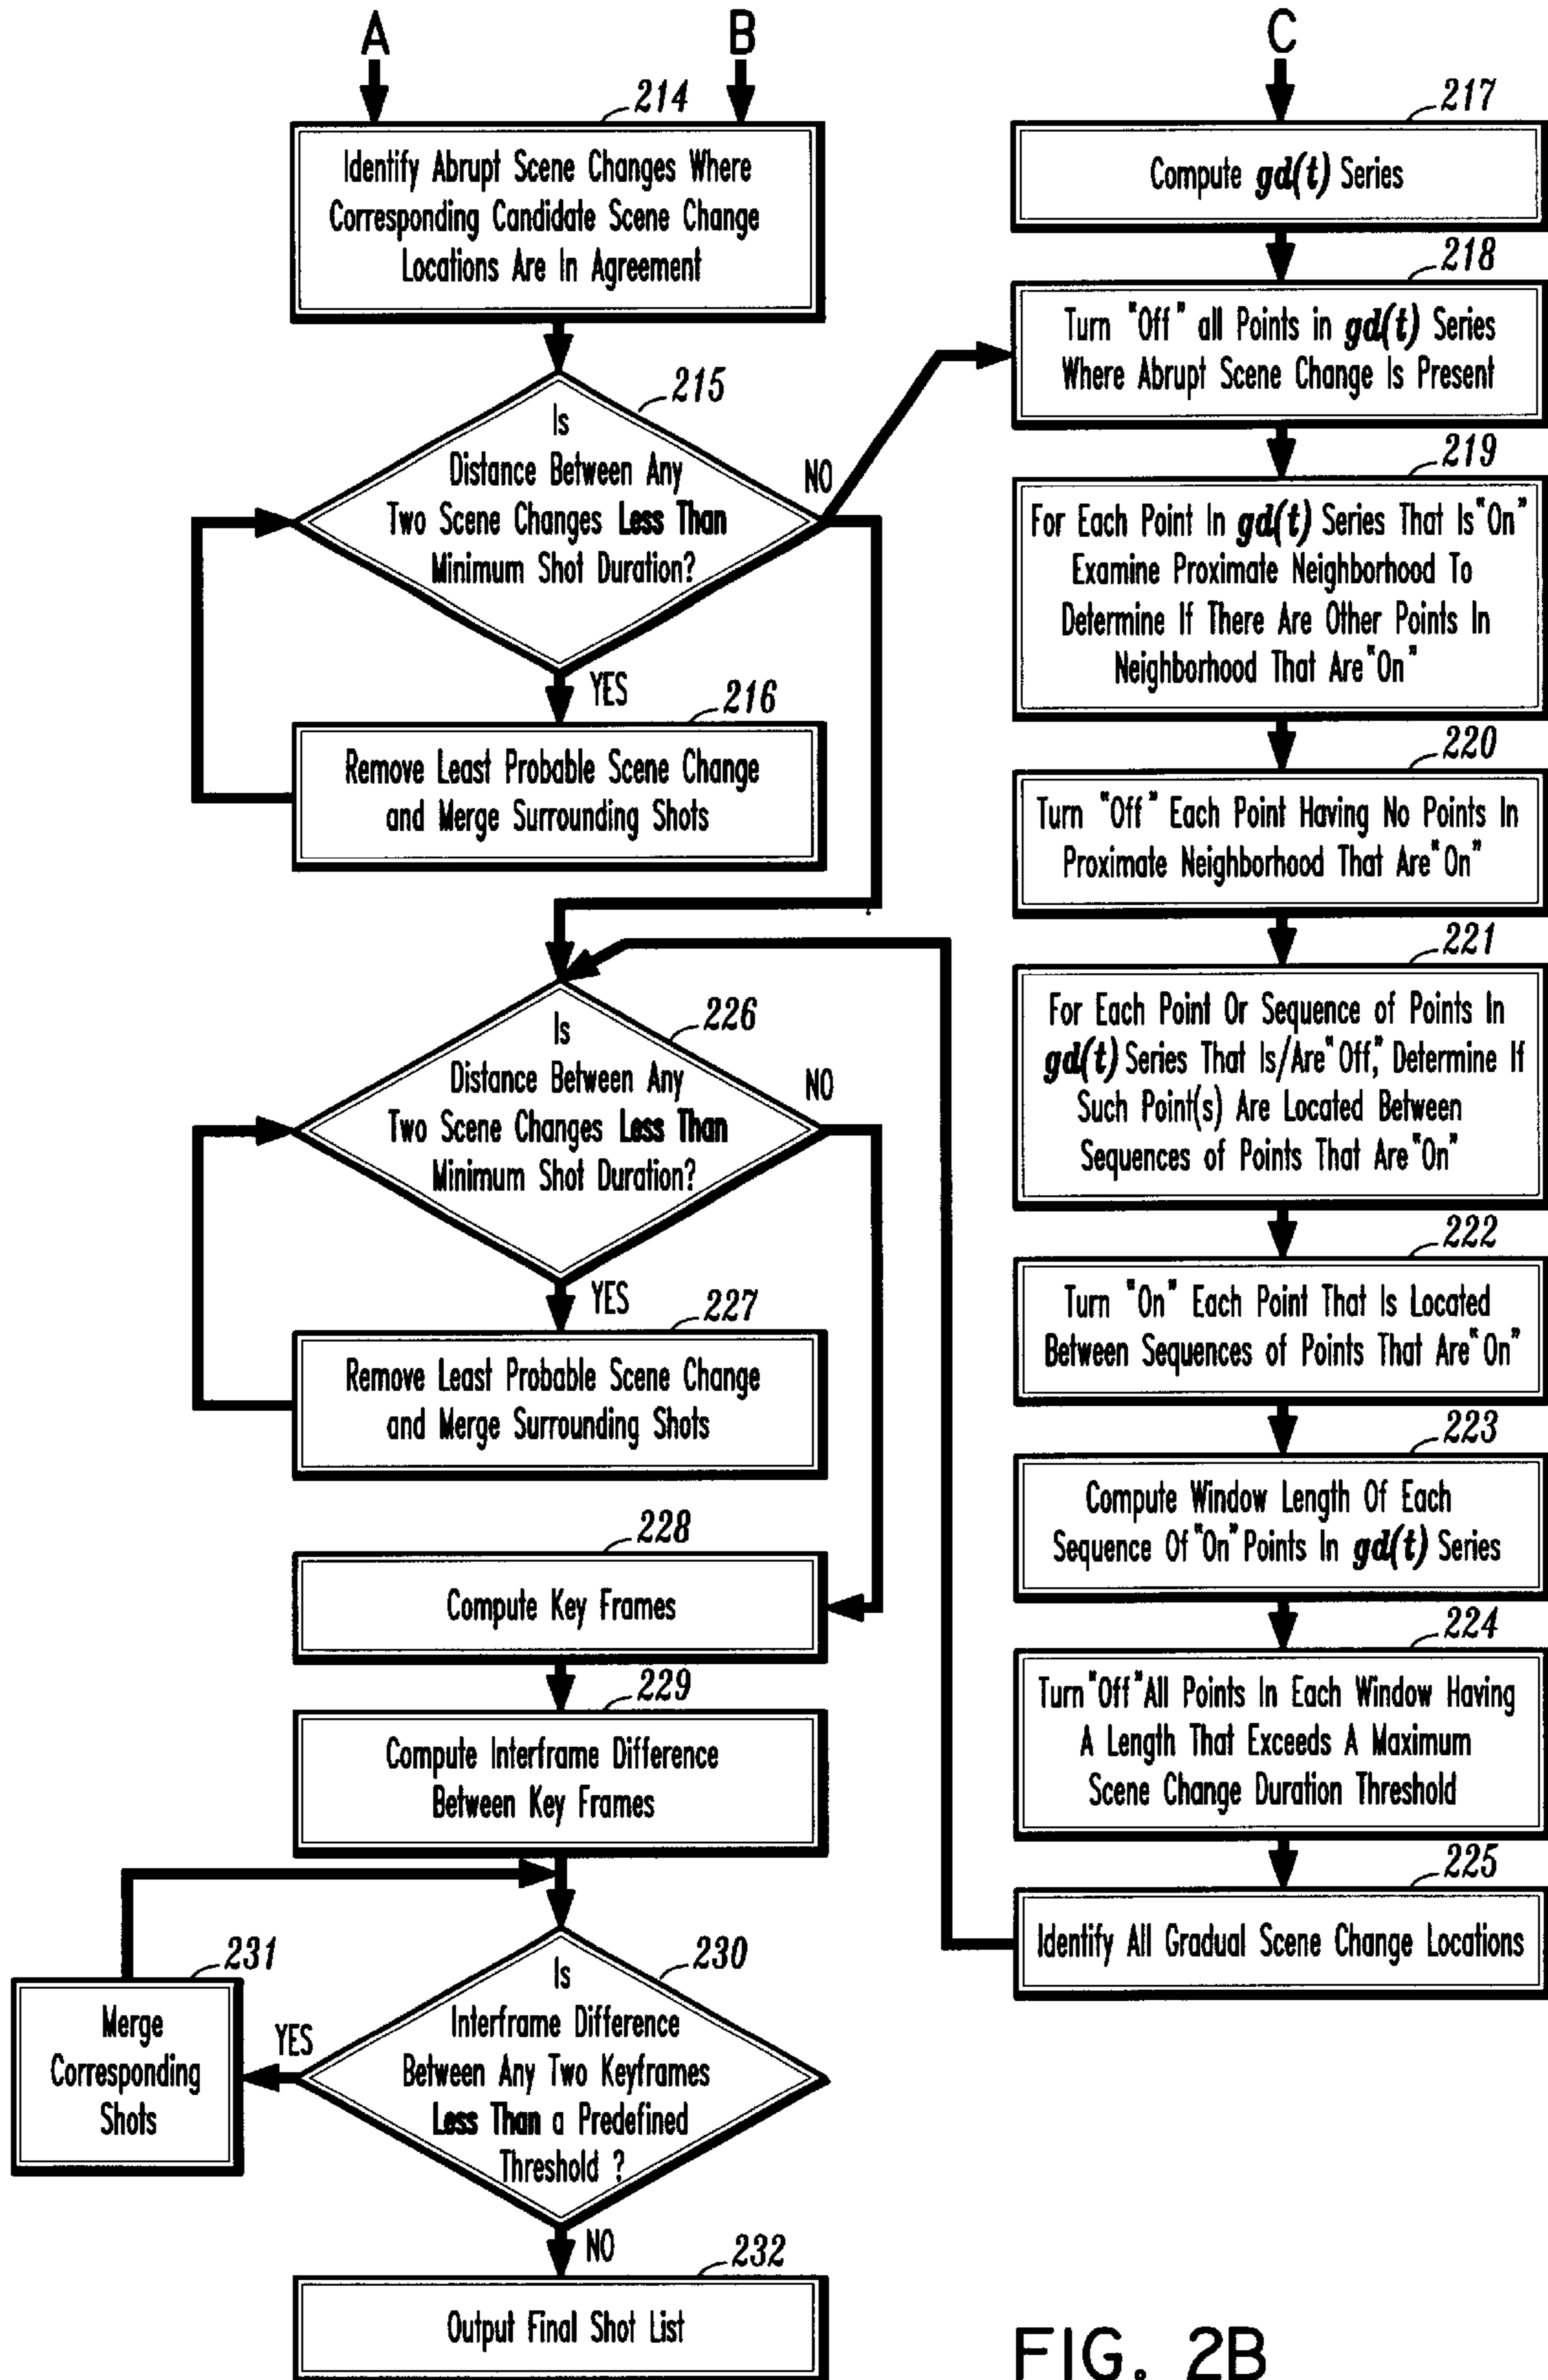 A
B
214
Identify Abrupt Scene Changes Where
Corresponding Candidate Scene Change
Locations Are In Agreement
215
Is
Distance Between Any
Two Scene Changes Less Than
Minimum Shot Duration?
NO
YES
216
Remove Least Probable Scene Change
and Merge Surrounding Shots
226
Is
Distance Between Any
Two Scene Changes Less Than
Minimum Shot Duration?
NO
YES
227
Remove Least Probable Scene Change
and Merge Surrounding Shots
228
Compute Key Frames
229
Compute Interframe Difference
Between Key Frames
230
Is
Interframe Difference
Between Any Two Keyframes
Less Than a Predefined
Threshold ?
YES
231
Merge
Corresponding
Shots
NO
232
Output Final Shot List
C
217
Compute gd(t) Series
218
Turn "Off" all Points in gd(t) Series
Where Abrupt Scene Change Is Present
219
For Each Point In gd(t) Series That Is "On"
Examine Proximate Neighborhood To
Determine If There Are Other Points In
Neighborhood That Are "On"
220
Turn "Off" Each Point Having No Points In
Proximate Neighborhood That Are "On"
221
For Each Point Or Sequence of Points In
gd(t) Series That Is/Are "Off," Determine If
Such Point(s) Are Located Between
Sequences of Points That Are "On"
222
Turn "On" Each Point That Is Located
Between Sequences of Points That Are "On"
223
Compute Window Length Of Each
Sequence Of "On" Points In gd(t) Series
224
Turn "Off" All Points In Each Window Having
A Length That Exceeds A Maximum
Scene Change Duration Threshold
225
Identify All Gradual Scene Change Locations
FIG. 2B